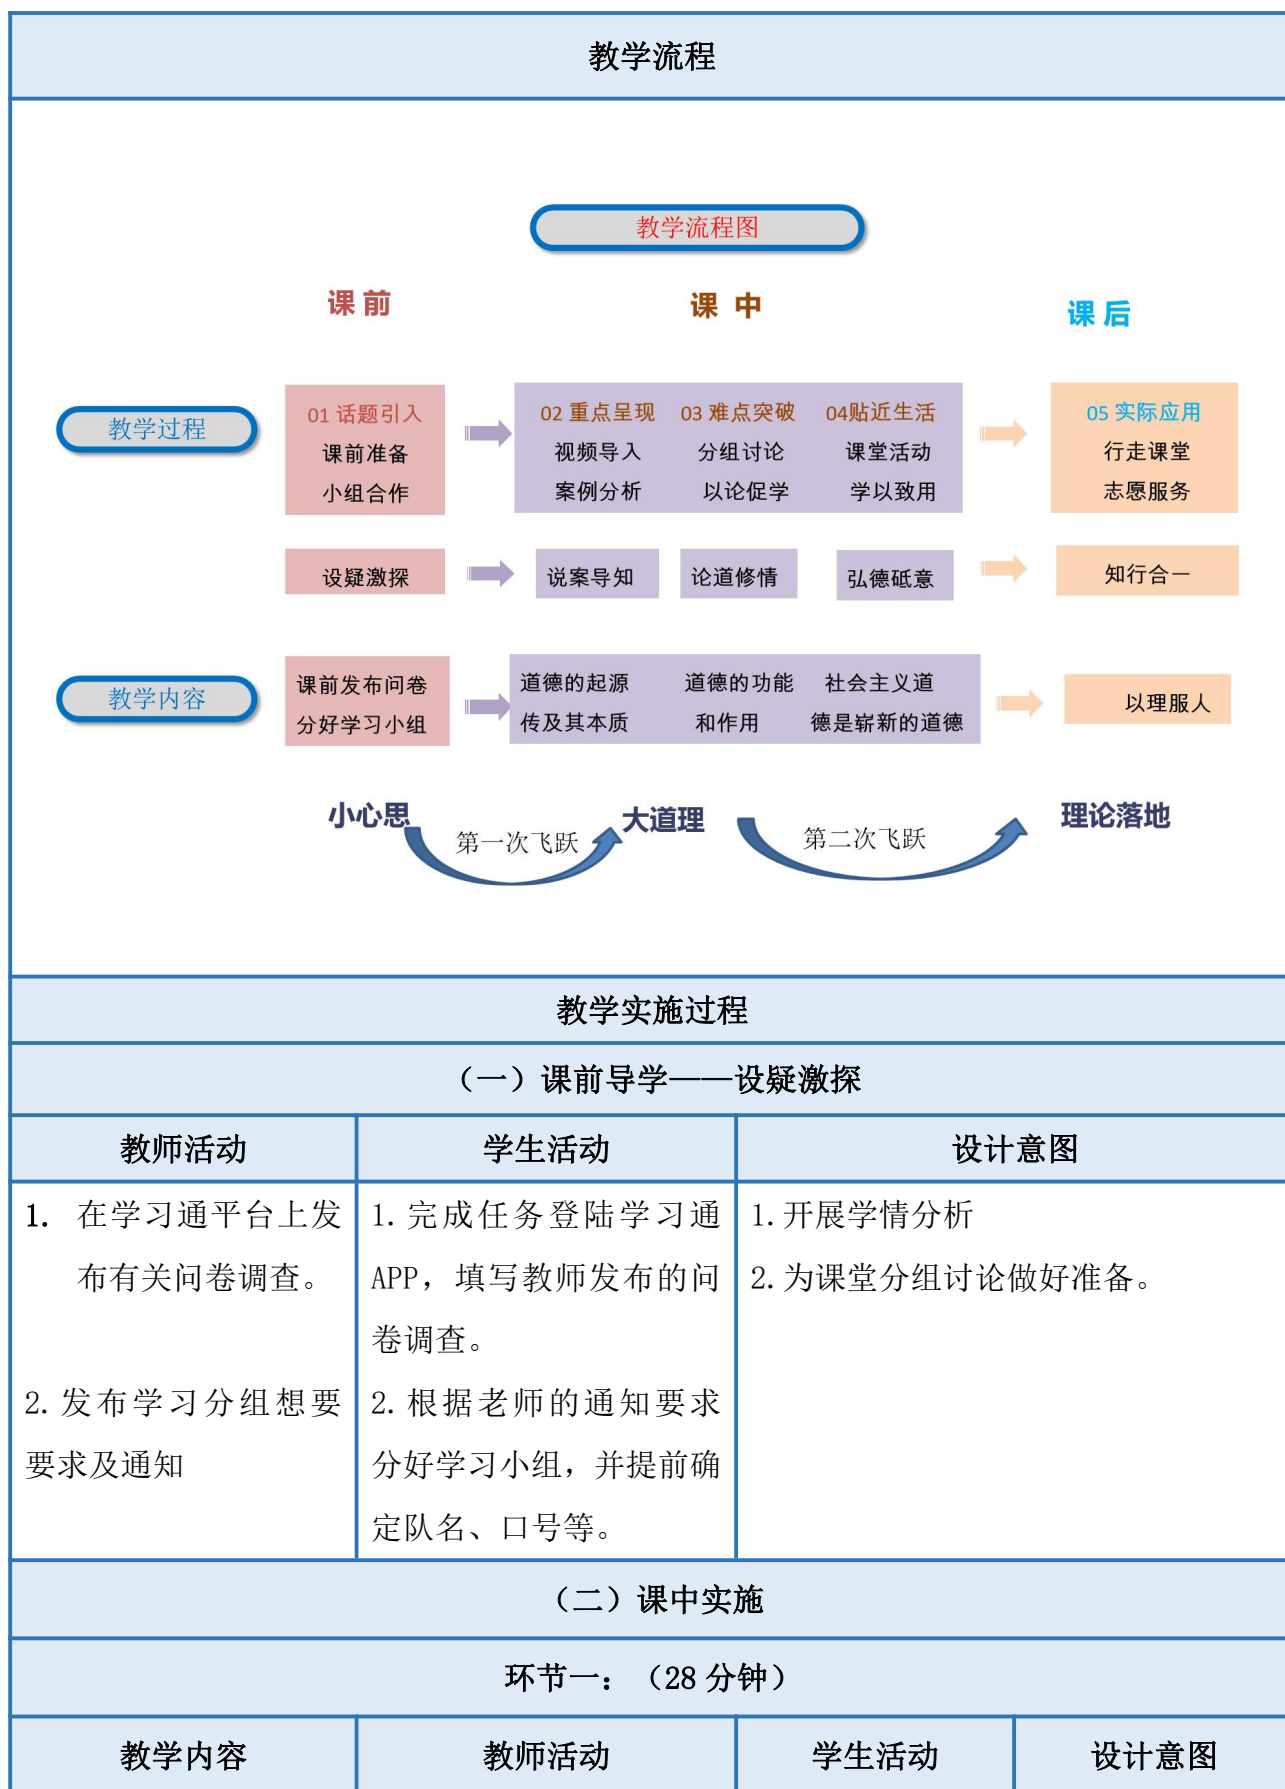 教学流程
教学流程图
课 前
课 中
课 后
教学过程
01 话题引入
课前准备
小组合作
02 重点呈现
视频导入
案例分析
03 难点突破
分组讨论
以论促学
04贴近生活
课堂活动
学以致用
05 实际应用
行走课堂
志愿服务
设疑激探
说案导知
论道修情
弘德砥意
知行合一
教学内容
课前发布问卷
分好学习小组
道德的起源
传及其本质
道德的功能
和作用
社会主义道
德是崭新的道德
以理服人
小心思
第一次飞跃
大道理
第二次飞跃
理论落地
教学实施过程
（一）课前导学——设疑激探
教师活动
学生活动
设计意图
1. 在学习通平台上发
布有关问卷调查。
2.发布学习分组想要
要求及通知
1.完成任务登陆学习通
APP，填写教师发布的问
卷调查。
2.根据老师的通知要求
分好学习小组，并提前确
定队名、口号等。
1.开展学情分析
2.为课堂分组讨论做好准备。
（二）课中实施
环节一：（28 分钟）
教学内容
教师活动
学生活动
设计意图